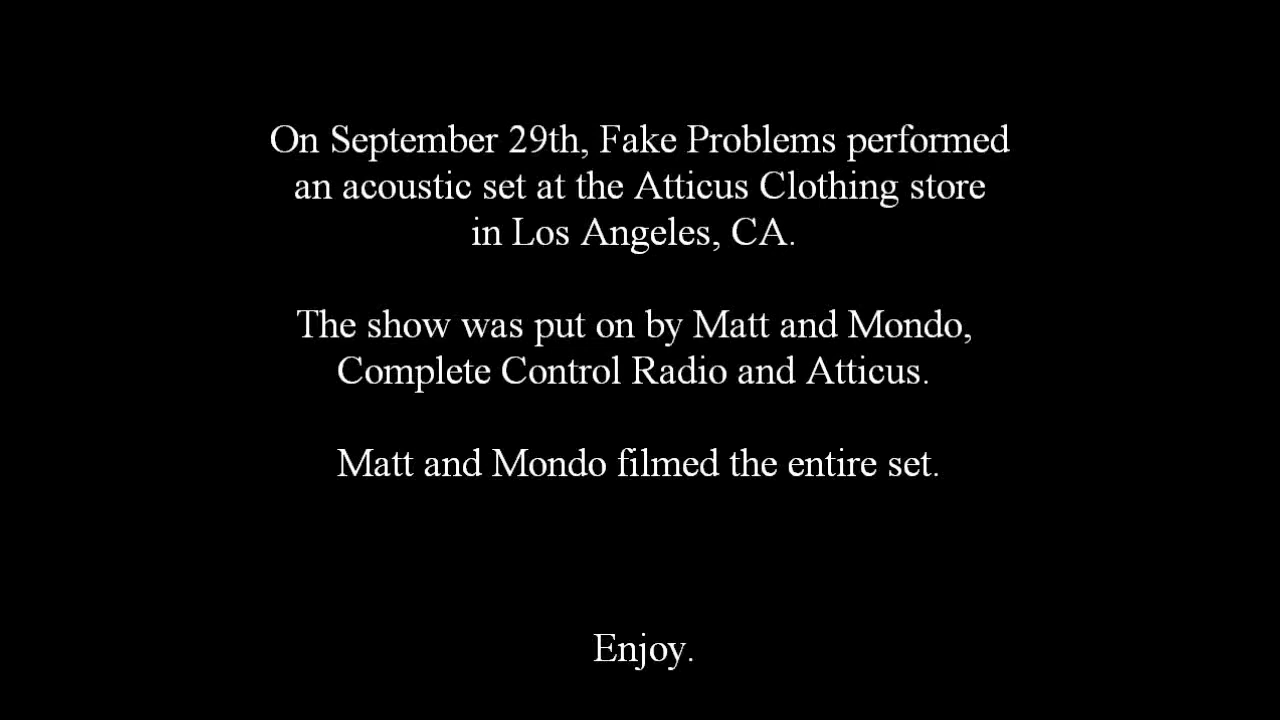 On September 29th, Fake Problems performed
an acoustic set at the Atticus Clothing store
in Los Angeles, CA.
The show was put on by Matt and Mondo,
Complete Control Radio and Atticus.
Matt and Mondo filmed the entire set.
Enjoy.